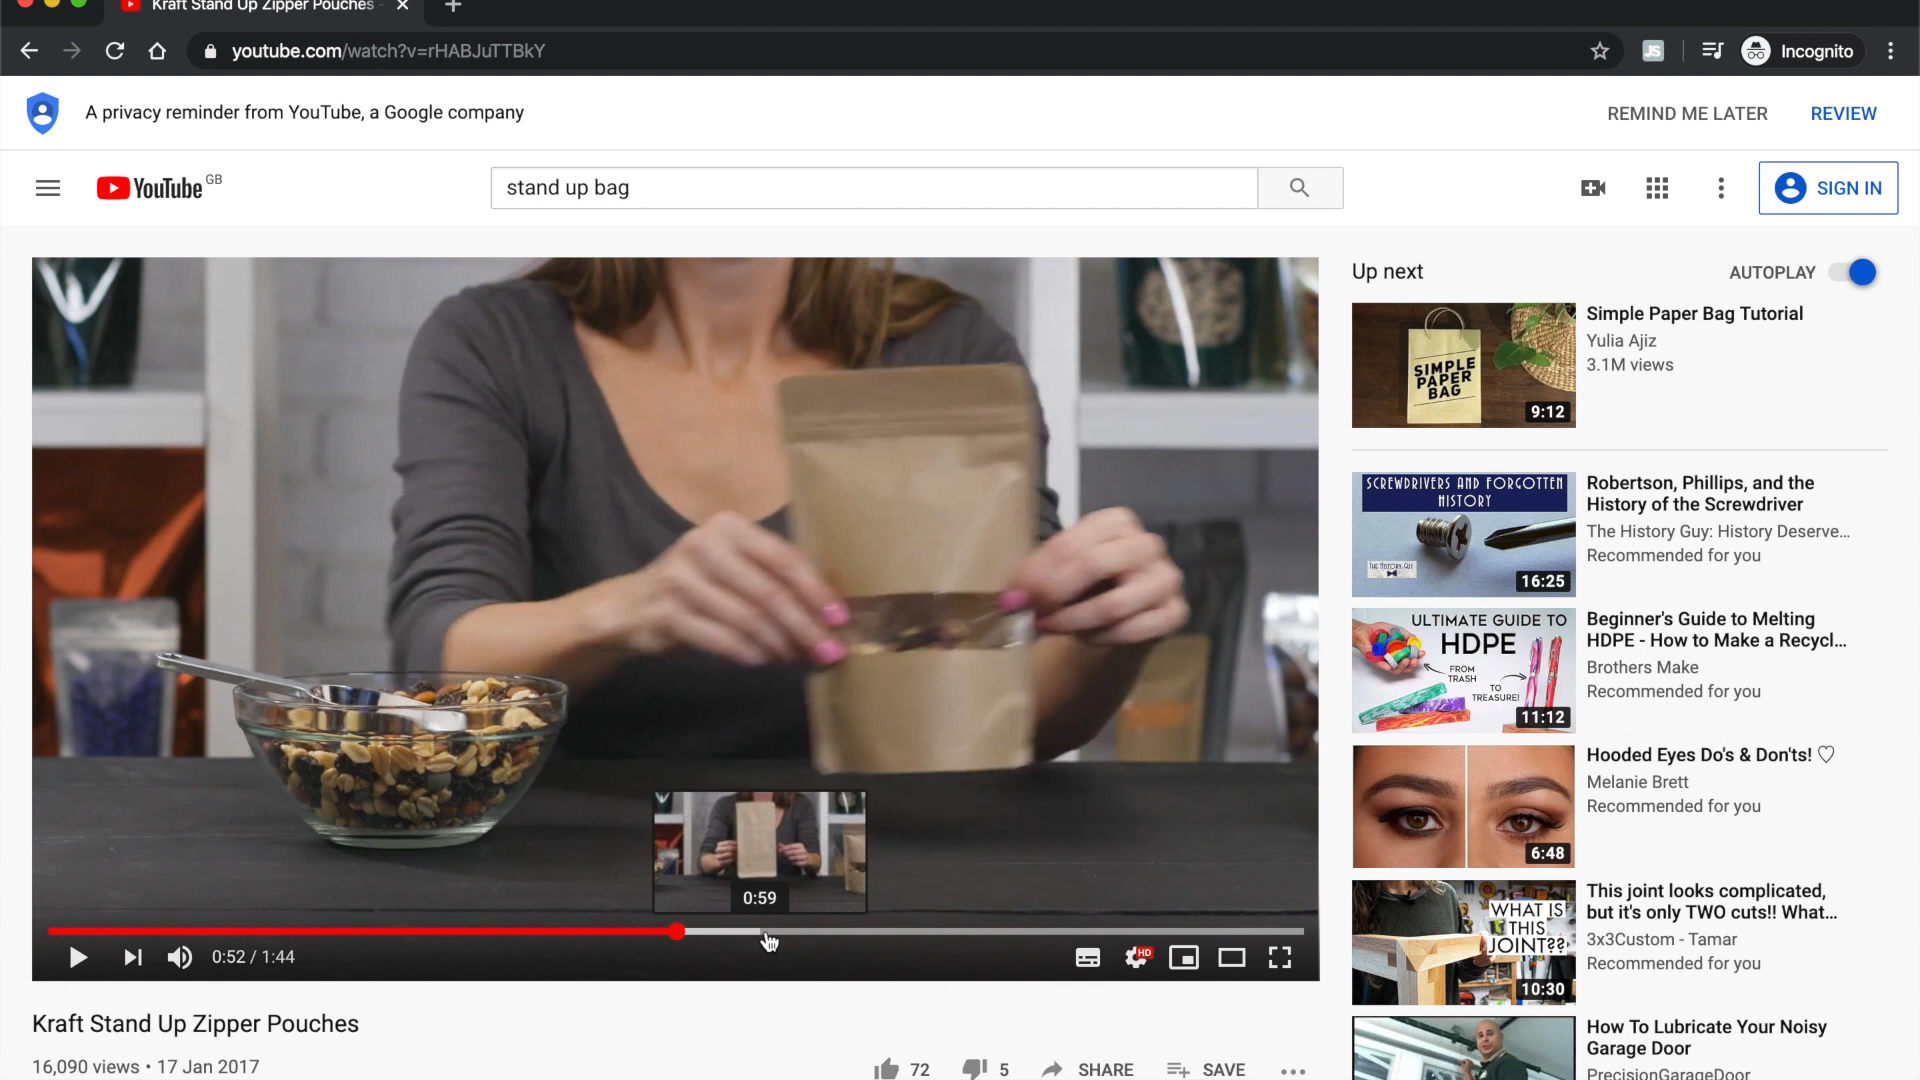 Kraft Stand Up Zipper Pouches -
youtube.com/watch?v=rHABJuTTBkY
JS
Incognito
A privacy reminder from YouTube, a Google company
REMIND ME LATER
REVIEW
YouTube GB
stand up bag
SIGN IN
Up next
AUTOPLAY
SIMPLE
PAPER
BAG
9:12
Simple Paper Bag Tutorial
Yulia Ajiz
3.1M views
SCREWDRIVERS AND FORGOTTEN
HISTORY
THE HISTORY GUY
16:25
Robertson, Phillips, and the
History of the Screwdriver
The History Guy: History Deserve...
Recommended for you
ULTIMATE GUIDE TO
HDPE
FROM
TRASH
TO
TREASURE!
11:12
Beginner's Guide to Melting
HDPE - How to Make a Recycl...
Brothers Make
Recommended for you
6:48
Hooded Eyes Do's & Don'ts! ♡
Melanie Brett
Recommended for you
WHAT IS
THIS
JOINT??
10:30
This joint looks complicated,
but it's only TWO cuts!! What...
3x3Custom - Tamar
Recommended for you
How To Lubricate Your Noisy
Garage Door
PrecisionGarageDoor
0:59
0:52 / 1:44
HD
Kraft Stand Up Zipper Pouches
16,090 views • 17 Jan 2017
72
5
SHARE
SAVE